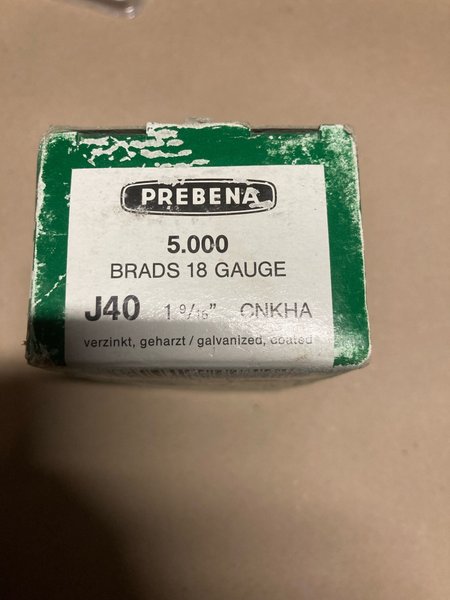 PREBENA
5.000
BRADS 18 GAUGE
J40 1 9/16" CNKHA
verzinkt, geharzt / galvanized, coated